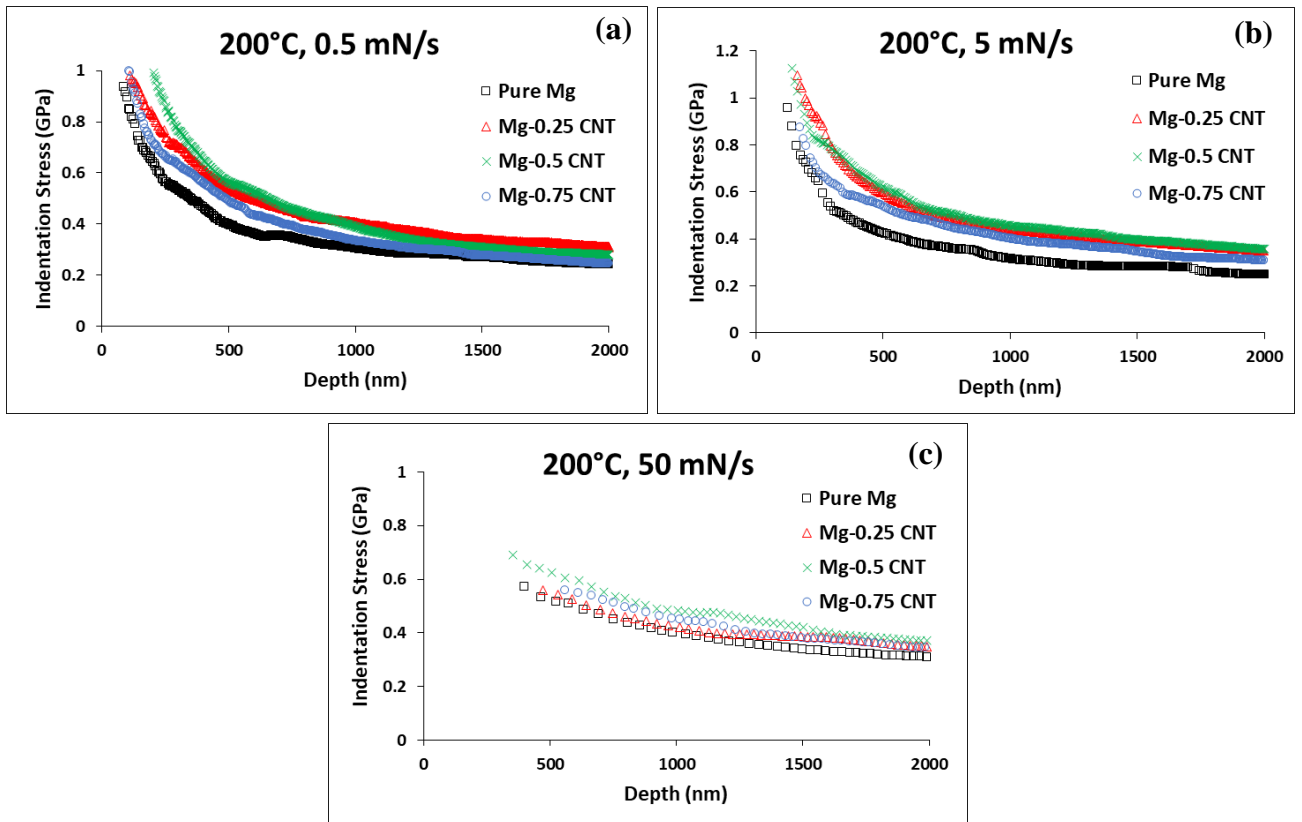 (a)
200°C, 0.5 mN/s
Indentation Stress (GPa)
1
0.8
0.6
0.4
0.2
0
0
500
1000
1500
2000
Depth (nm)
Pure Mg
Mg-0.25 CNT
Mg-0.5 CNT
Mg-0.75 CNT
(b)
200°C, 5 mN/s
Indentation Stress (GPa)
1.2
1
0.8
0.6
0.4
0.2
0
0
500
1000
1500
2000
Depth (nm)
Pure Mg
Mg-0.25 CNT
Mg-0.5 CNT
Mg-0.75 CNT
(c)
200°C, 50 mN/s
Indentation Stress (GPa)
1
0.8
0.6
0.4
0.2
0
0
500
1000
1500
2000
Depth (nm)
Pure Mg
Mg-0.25 CNT
Mg-0.5 CNT
Mg-0.75 CNT